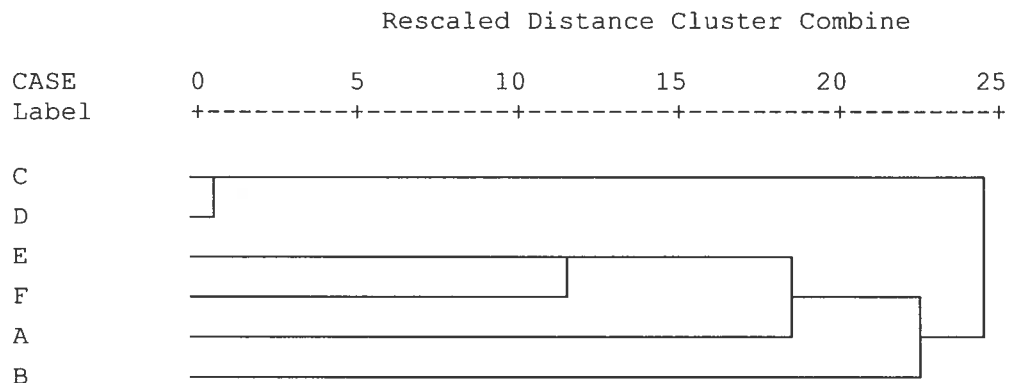 Rescaled Distance Cluster Combine
CASE 0 5 10 15 20 25
Label +---------+---------+---------+---------+---------+
C
D
E
F
A
B